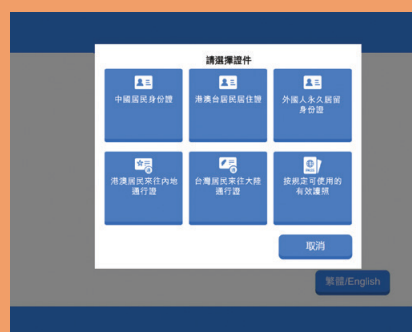 請選擇證件
中國居民身份證
港澳台居民居住證
外國人永久居留
身份證
港澳居民來往內地
通行證
台灣居民來往大陸
通行證
按規定可使用的
有效護照
取消
繁體/English